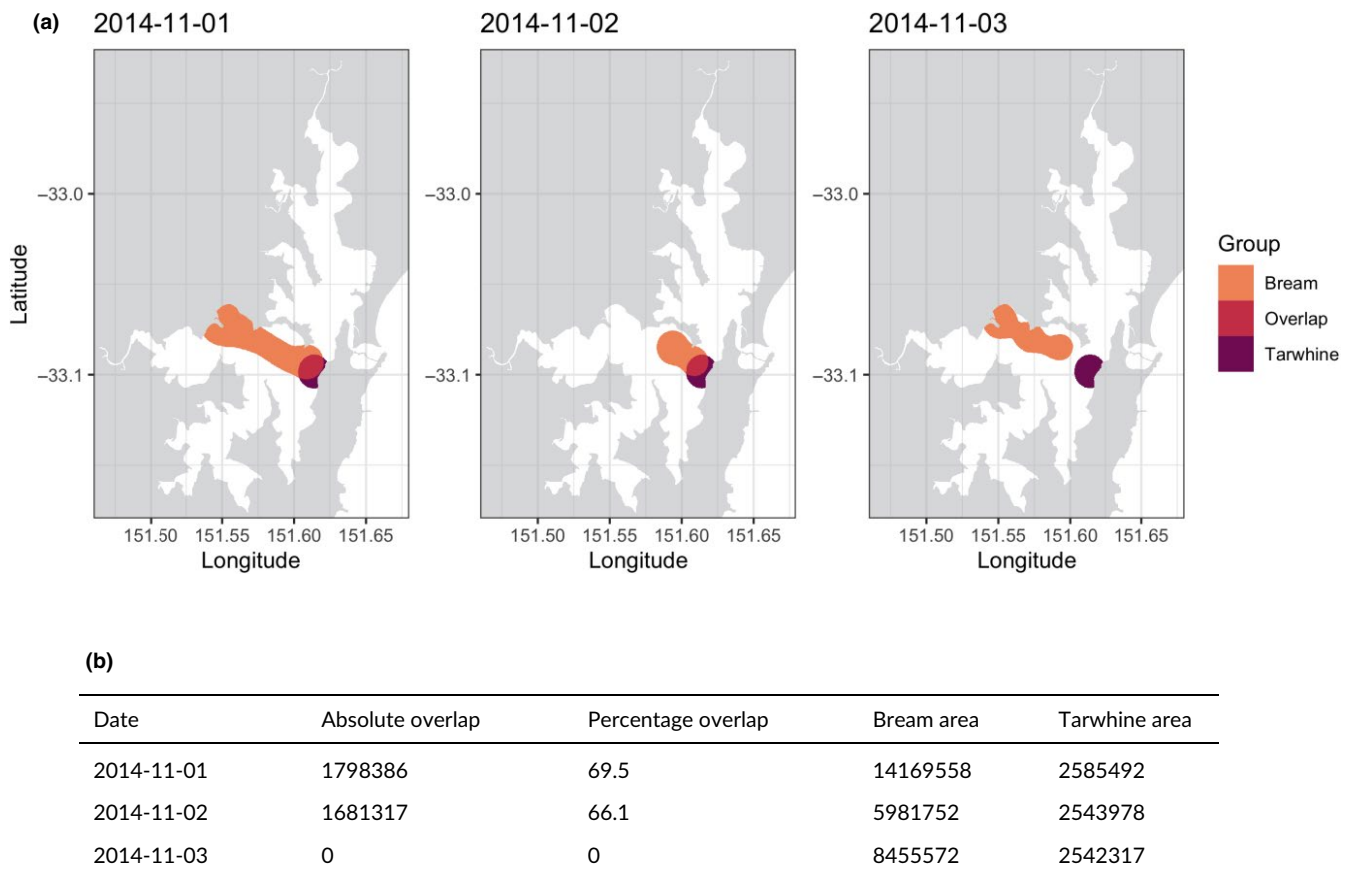 (a)
2014-11-01
2014-11-02
2014-11-03
Latitude
−33.0
−33.1
−33.0
−33.1
−33.0
−33.1
151.50 151.55 151.60 151.65
151.50 151.55 151.60 151.65
151.50 151.55 151.60 151.65
Longitude
Longitude
Longitude
Group
Bream
Overlap
Tarwhine
(b)
Date Absolute overlap Percentage overlap Bream area Tarwhine area
2014-11-01 1798386 69.5 14169558 2585492
2014-11-02 1681317 66.1 5981752 2543978
2014-11-03 0 0 8455572 2542317